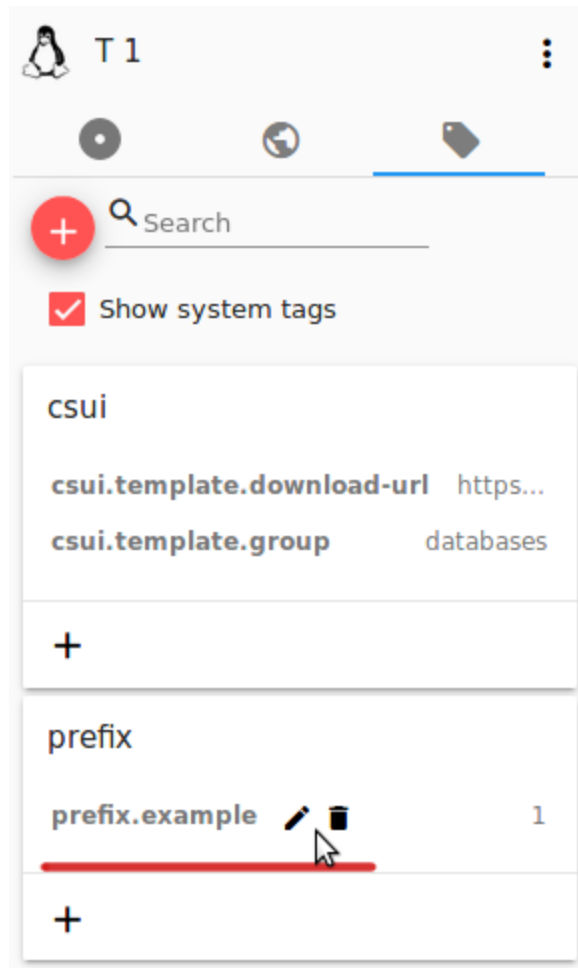 T 1
Search
Show system tags
csui
csui.template.download-url https...
csui.template.group databases
prefix
prefix.example 1